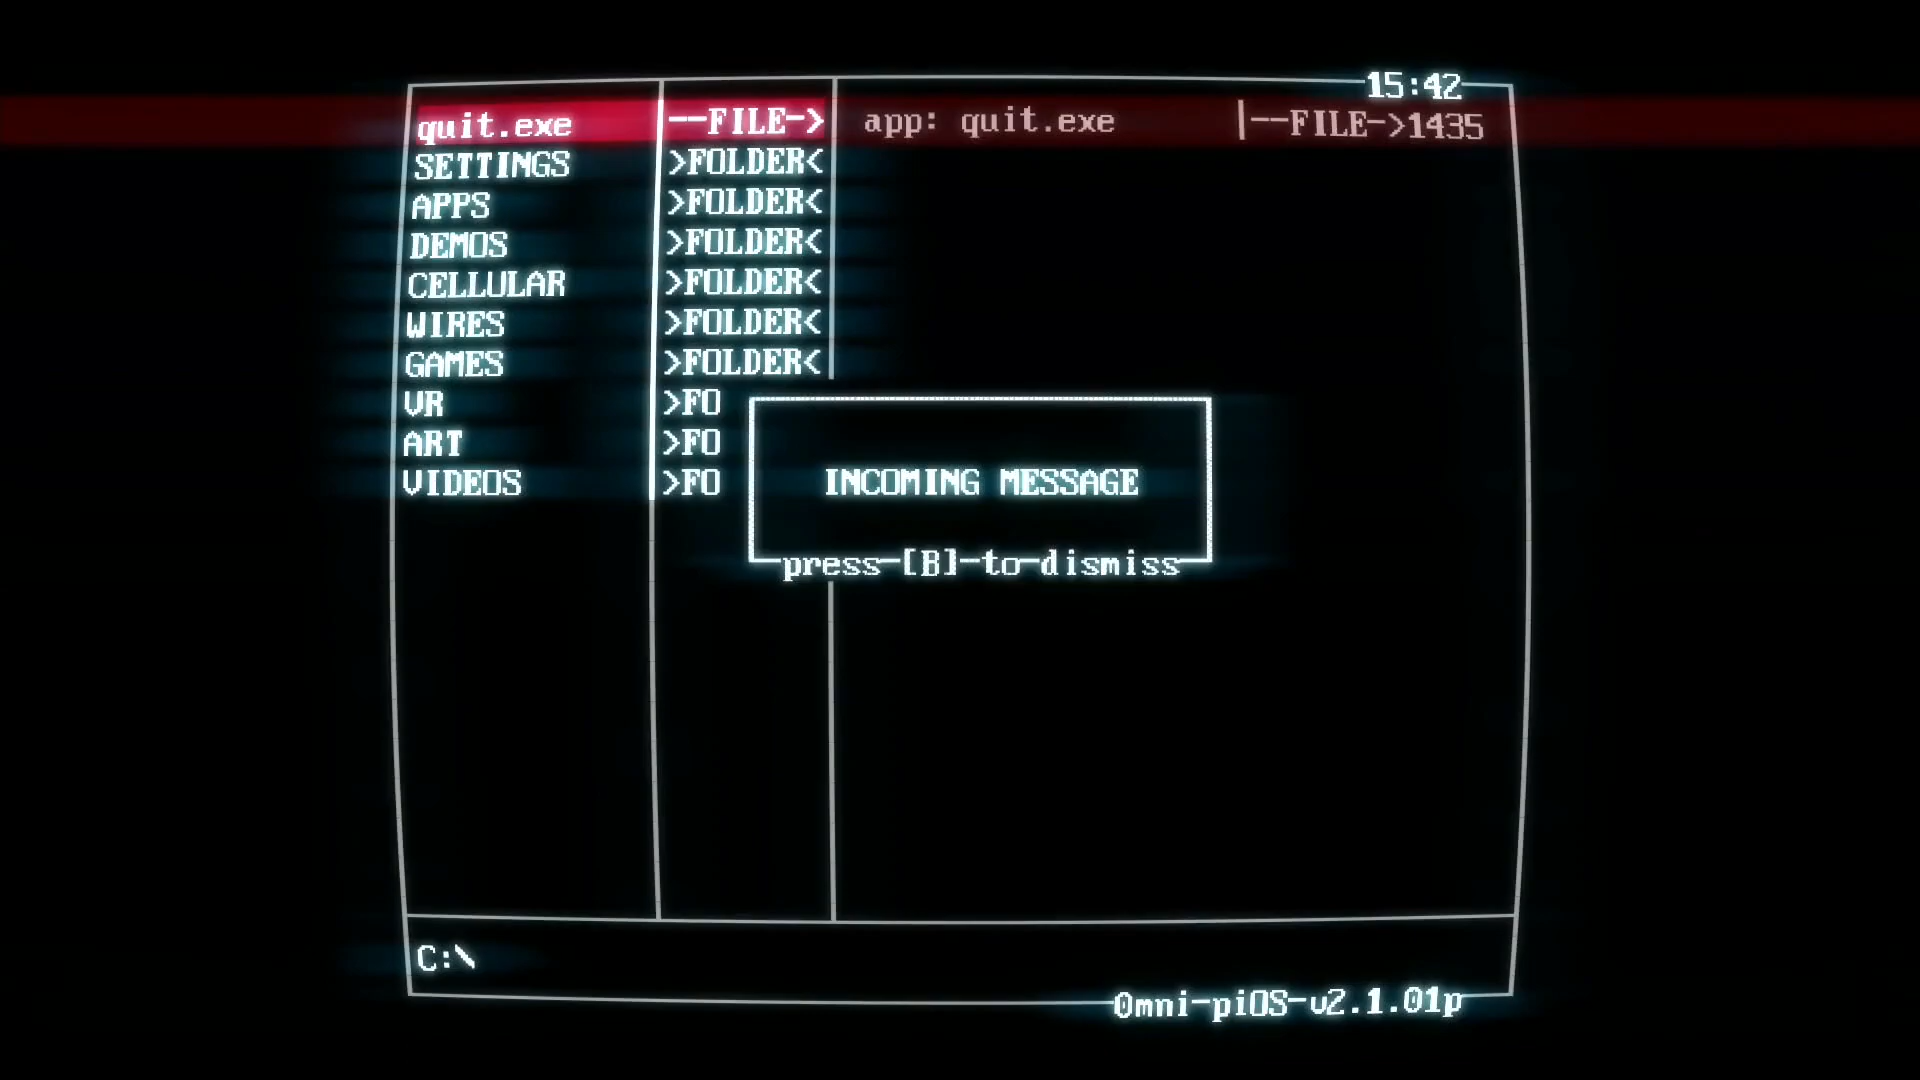 15:42
quit.exe --FILE-> app: quit.exe |--FILE->1435
SETTINGS >FOLDER<
APPS >FOLDER<
DEMOS >FOLDER<
CELLULAR >FOLDER<
WIRES >FOLDER<
GAMES >FOLDER<
VR >FO
ART >FO
VIDEOS >FO
INCOMING MESSAGE
press-[B]-to-dismiss
C:\
0mni-piOS-v2.1.01p